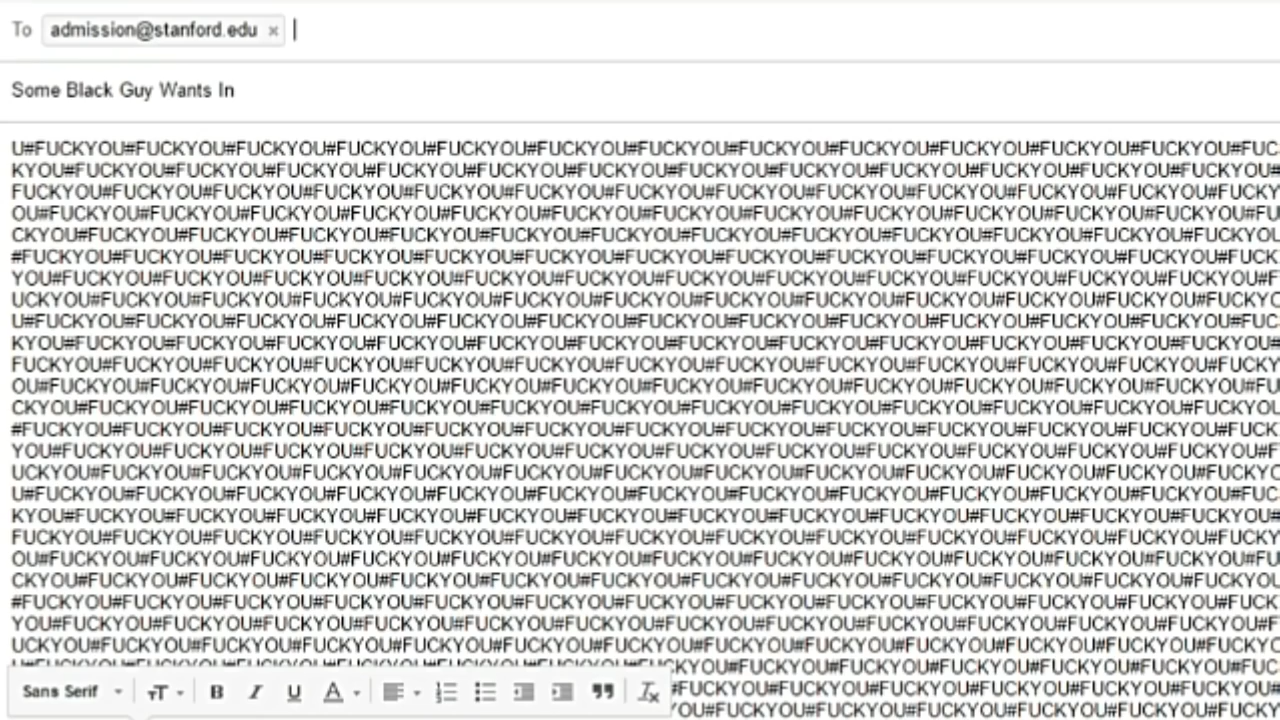 admission@stanford.edu ×
To
Some Black Guy Wants In
U#FUCKYOU#FUCKYOU#FUCKYOU#FUCKYOU#FUCKYOU#FUCKYOU#FUCKYOU#FUCKYOU#FUCKYOU#FUCKYOU#FUCKYOU#FUCKYOU#FUC
KYOU#FUCKYOU#FUCKYOU#FUCKYOU#FUCKYOU#FUCKYOU#FUCKYOU#FUCKYOU#FUCKYOU#FUCKYOU#FUCKYOU#FUCKYOU#FUCKYOU#
FUCKYOU#FUCKYOU#FUCKYOU#FUCKYOU#FUCKYOU#FUCKYOU#FUCKYOU#FUCKYOU#FUCKYOU#FUCKYOU#FUCKYOU#FUCKYOU#FUCKY
OU#FUCKYOU#FUCKYOU#FUCKYOU#FUCKYOU#FUCKYOU#FUCKYOU#FUCKYOU#FUCKYOU#FUCKYOU#FUCKYOU#FUCKYOU#FUCKYOU#FU
CKYOU#FUCKYOU#FUCKYOU#FUCKYOU#FUCKYOU#FUCKYOU#FUCKYOU#FUCKYOU#FUCKYOU#FUCKYOU#FUCKYOU#FUCKYOU#FUCKYOU
#FUCKYOU#FUCKYOU#FUCKYOU#FUCKYOU#FUCKYOU#FUCKYOU#FUCKYOU#FUCKYOU#FUCKYOU#FUCKYOU#FUCKYOU#FUCKYOU#FUCK
YOU#FUCKYOU#FUCKYOU#FUCKYOU#FUCKYOU#FUCKYOU#FUCKYOU#FUCKYOU#FUCKYOU#FUCKYOU#FUCKYOU#FUCKYOU#FUCKYOU#F
UCKYOU#FUCKYOU#FUCKYOU#FUCKYOU#FUCKYOU#FUCKYOU#FUCKYOU#FUCKYOU#FUCKYOU#FUCKYOU#FUCKYOU#FUCKYOU#FUCKYO
U#FUCKYOU#FUCKYOU#FUCKYOU#FUCKYOU#FUCKYOU#FUCKYOU#FUCKYOU#FUCKYOU#FUCKYOU#FUCKYOU#FUCKYOU#FUCKYOU#FUC
KYOU#FUCKYOU#FUCKYOU#FUCKYOU#FUCKYOU#FUCKYOU#FUCKYOU#FUCKYOU#FUCKYOU#FUCKYOU#FUCKYOU#FUCKYOU#FUCKYOU#
FUCKYOU#FUCKYOU#FUCKYOU#FUCKYOU#FUCKYOU#FUCKYOU#FUCKYOU#FUCKYOU#FUCKYOU#FUCKYOU#FUCKYOU#FUCKYOU#FUCKY
OU#FUCKYOU#FUCKYOU#FUCKYOU#FUCKYOU#FUCKYOU#FUCKYOU#FUCKYOU#FUCKYOU#FUCKYOU#FUCKYOU#FUCKYOU#FUCKYOU#FU
CKYOU#FUCKYOU#FUCKYOU#FUCKYOU#FUCKYOU#FUCKYOU#FUCKYOU#FUCKYOU#FUCKYOU#FUCKYOU#FUCKYOU#FUCKYOU#FUCKYOU
#FUCKYOU#FUCKYOU#FUCKYOU#FUCKYOU#FUCKYOU#FUCKYOU#FUCKYOU#FUCKYOU#FUCKYOU#FUCKYOU#FUCKYOU#FUCKYOU#FUCK
YOU#FUCKYOU#FUCKYOU#FUCKYOU#FUCKYOU#FUCKYOU#FUCKYOU#FUCKYOU#FUCKYOU#FUCKYOU#FUCKYOU#FUCKYOU#FUCKYOU#F
UCKYOU#FUCKYOU#FUCKYOU#FUCKYOU#FUCKYOU#FUCKYOU#FUCKYOU#FUCKYOU#FUCKYOU#FUCKYOU#FUCKYOU#FUCKYOU#FUCKYO
U#FUCKYOU#FUCKYOU#FUCKYOU#FUCKYOU#FUCKYOU#FUCKYOU#FUCKYOU#FUCKYOU#FUCKYOU#FUCKYOU#FUCKYOU#FUCKYOU#FUC
KYOU#FUCKYOU#FUCKYOU#FUCKYOU#FUCKYOU#FUCKYOU#FUCKYOU#FUCKYOU#FUCKYOU#FUCKYOU#FUCKYOU#FUCKYOU#FUCKYOU#
FUCKYOU#FUCKYOU#FUCKYOU#FUCKYOU#FUCKYOU#FUCKYOU#FUCKYOU#FUCKYOU#FUCKYOU#FUCKYOU#FUCKYOU#FUCKYOU#FUCKY
OU#FUCKYOU#FUCKYOU#FUCKYOU#FUCKYOU#FUCKYOU#FUCKYOU#FUCKYOU#FUCKYOU#FUCKYOU#FUCKYOU#FUCKYOU#FUCKYOU#FU
CKYOU#FUCKYOU#FUCKYOU#FUCKYOU#FUCKYOU#FUCKYOU#FUCKYOU#FUCKYOU#FUCKYOU#FUCKYOU#FUCKYOU#FUCKYOU#FUCKYOU
#FUCKYOU#FUCKYOU#FUCKYOU#FUCKYOU#FUCKYOU#FUCKYOU#FUCKYOU#FUCKYOU#FUCKYOU#FUCKYOU#FUCKYOU#FUCKYOU#FUCK
YOU#FUCKYOU#FUCKYOU#FUCKYOU#FUCKYOU#FUCKYOU#FUCKYOU#FUCKYOU#FUCKYOU#FUCKYOU#FUCKYOU#FUCKYOU#FUCKYOU#F
UCKYOU#FUCKYOU#FUCKYOU#FUCKYOU#FUCKYOU#FUCKYOU#FUCKYOU#FUCKYOU#FUCKYOU#FUCKYOU#FUCKYOU#FUCKYOU#FUCKYO
CKYOU#FUCKYOU#FUCKYOU#FUCKYOU#FUCKYOU#FUCKYOU#FUC
#FUCKYOU#FUCKYOU#FUCKYOU#FUCKYOU#FUCKYOU#FUCKYOU#
YOU#FUCKYOU#FUCKYOU#FUCKYOU#FUCKYOU#FUCKYOU#FUCKY
Sans Serif T B I U A